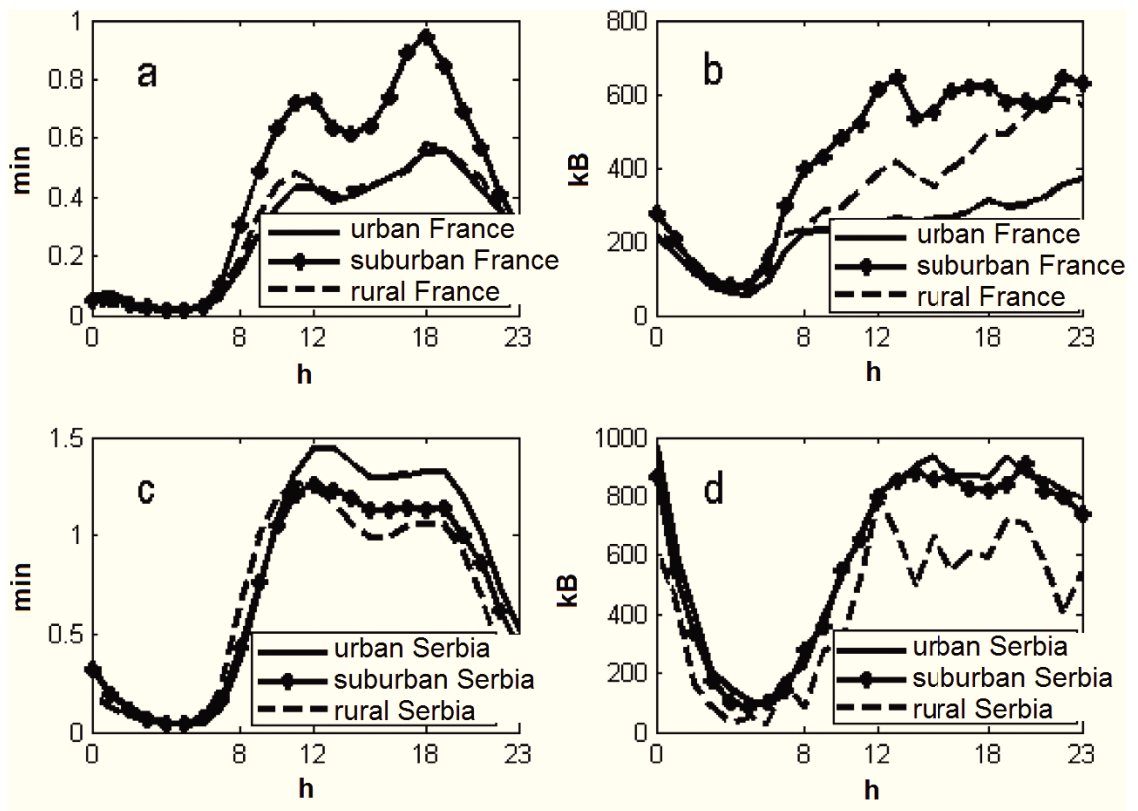 a
min
1
0.8
0.6
0.4
0.2
0
urban France
suburban France
rural France
0 8 12 18 23
h
b
kB
800
600
400
200
0
urban France
suburban France
rural France
0 8 12 18 23
h
c
min
1.5
1
0.5
0
urban Serbia
suburban Serbia
rural Serbia
0 8 12 18 23
h
d
kB
1000
800
600
400
200
0
urban Serbia
suburban Serbia
rural Serbia
0 8 12 18 23
h